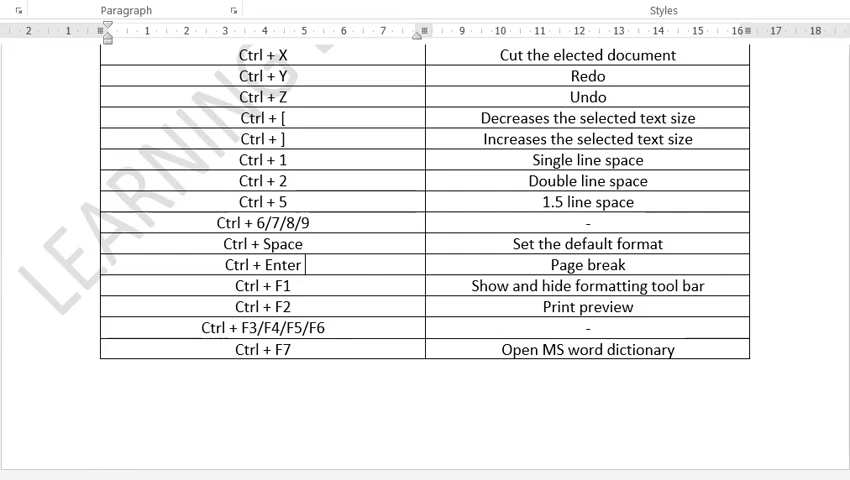 Paragraph Styles
2 1 1 2 3 4 5 6 7 8 9 10 11 12 13 14 15 16 17 18
Ctrl + X Cut the elected document
Ctrl + Y Redo
Ctrl + Z Undo
Ctrl + [ Decreases the selected text size
Ctrl + ] Increases the selected text size
Ctrl + 1 Single line space
Ctrl + 2 Double line space
Ctrl + 5 1.5 line space
Ctrl + 6/7/8/9 -
Ctrl + Space Set the default format
Ctrl + Enter Page break
Ctrl + F1 Show and hide formatting tool bar
Ctrl + F2 Print preview
Ctrl + F3/F4/F5/F6 -
Ctrl + F7 Open MS word dictionary
LEARNING